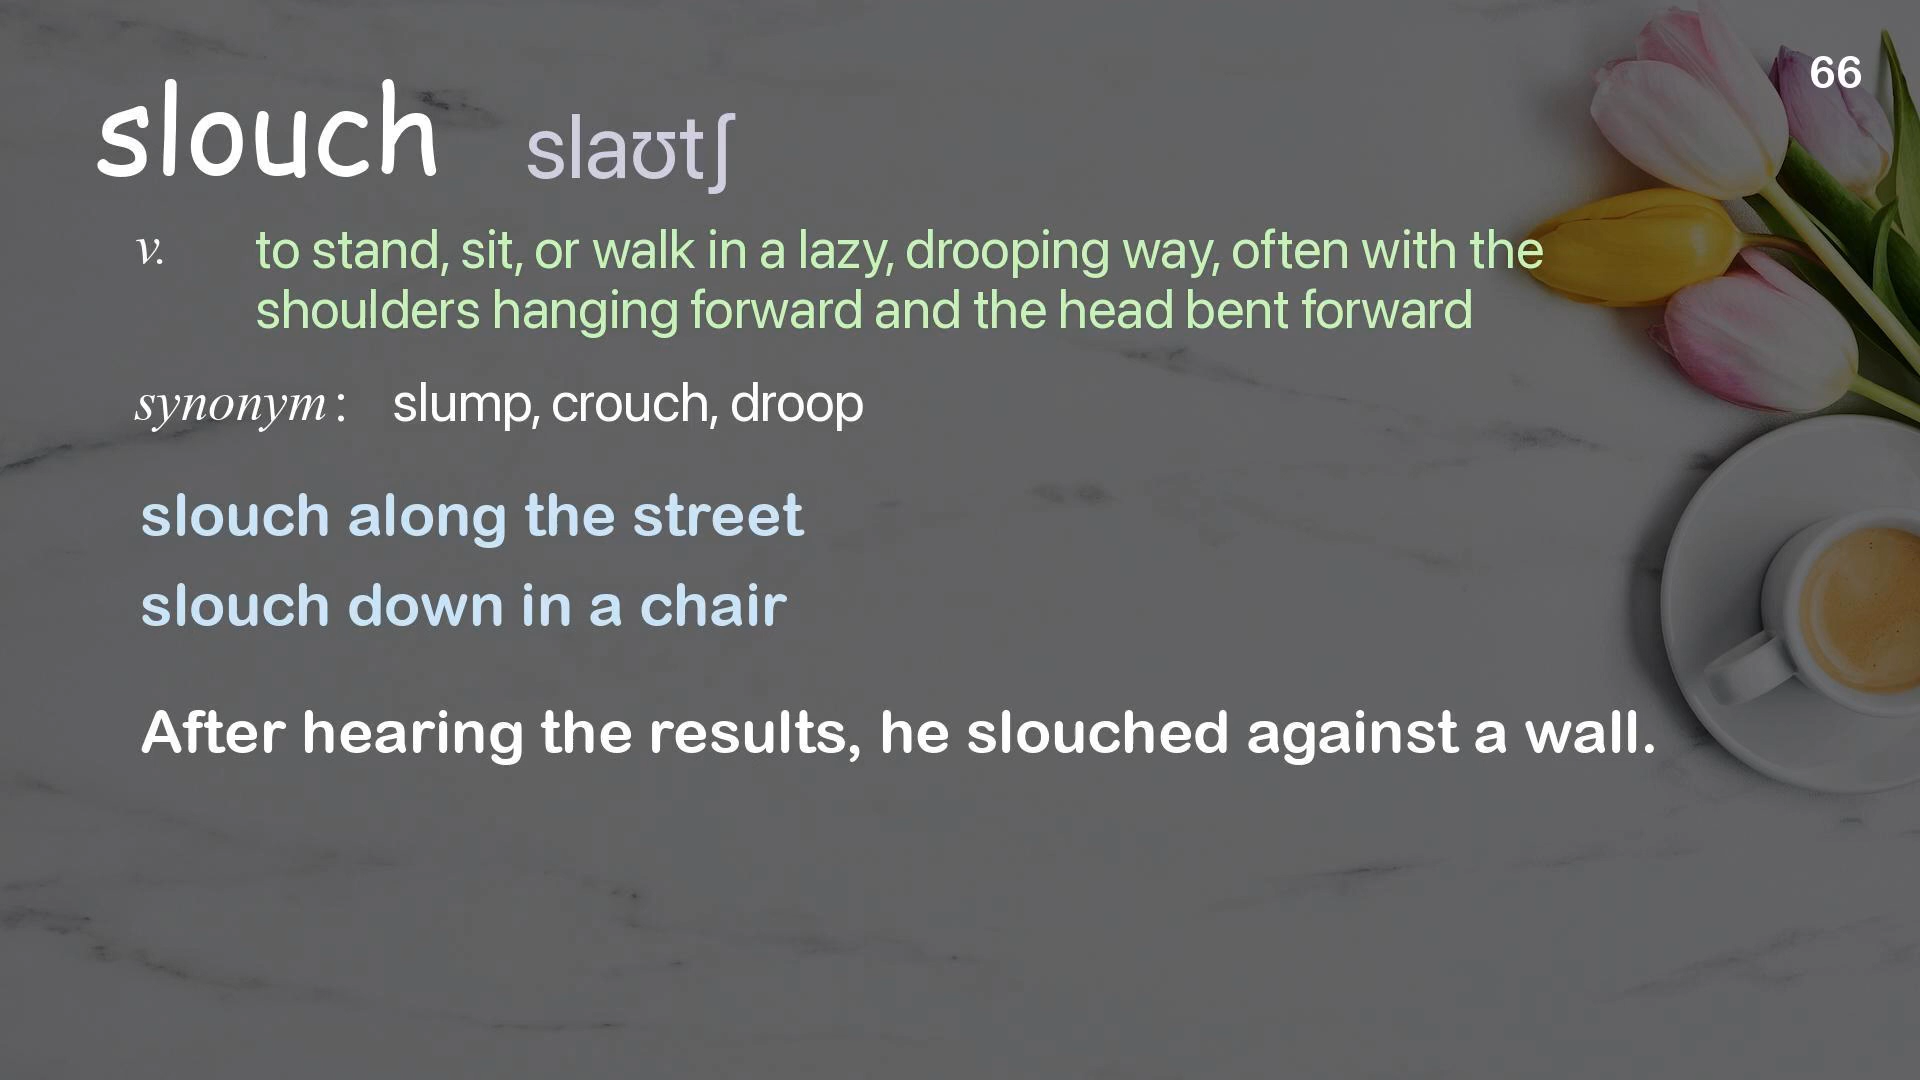 66
slouch slaʊtʃ
v. to stand, sit, or walk in a lazy, drooping way, often with the
shoulders hanging forward and the head bent forward
synonym: slump, crouch, droop
slouch along the street
slouch down in a chair
After hearing the results, he slouched against a wall.